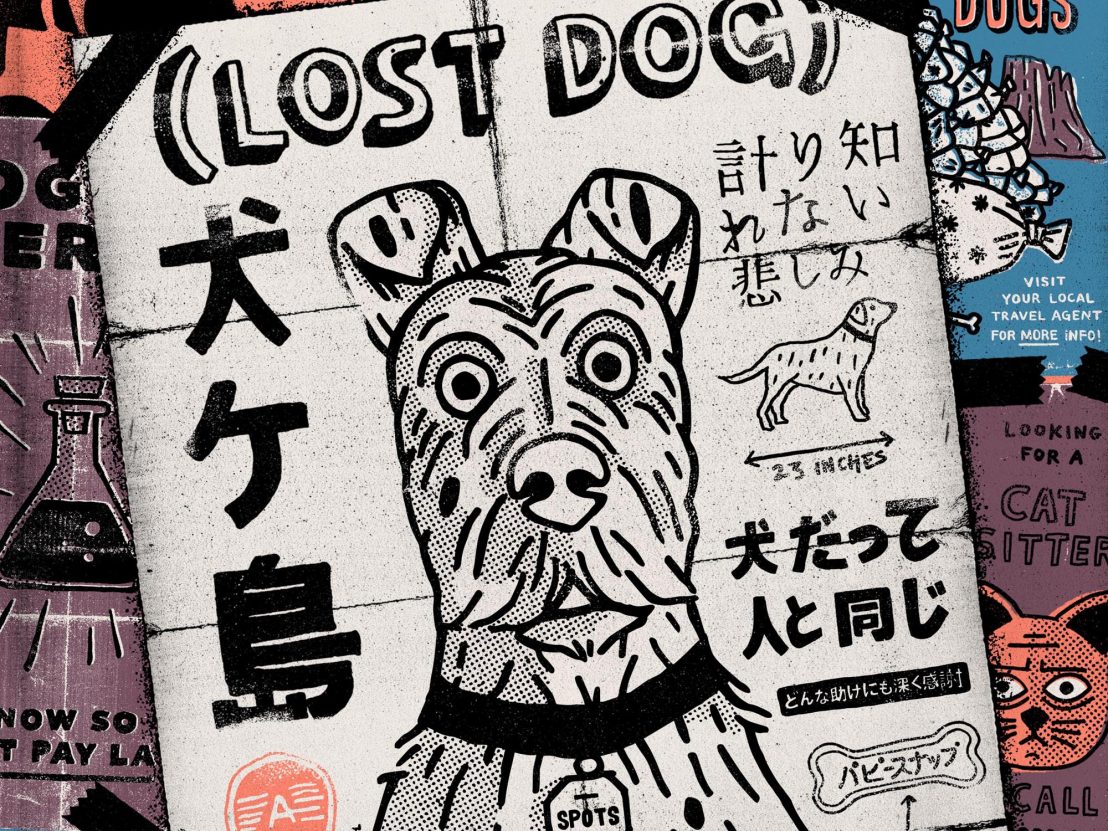 (LOST DOG)
犬ヶ島
計り知
れない
悲しみ
23 INCHES
犬だって
人と同じ
どんな助けにも深く感謝
パピースナップ
A
SPOTS
OG
ER
NOW SO
T PAY LA
DOGS
VISIT
YOUR LOCAL
TRAVEL AGENT
FOR MORE iNFO!
LOOKING
FOR A
CAT
SITTER
CALL